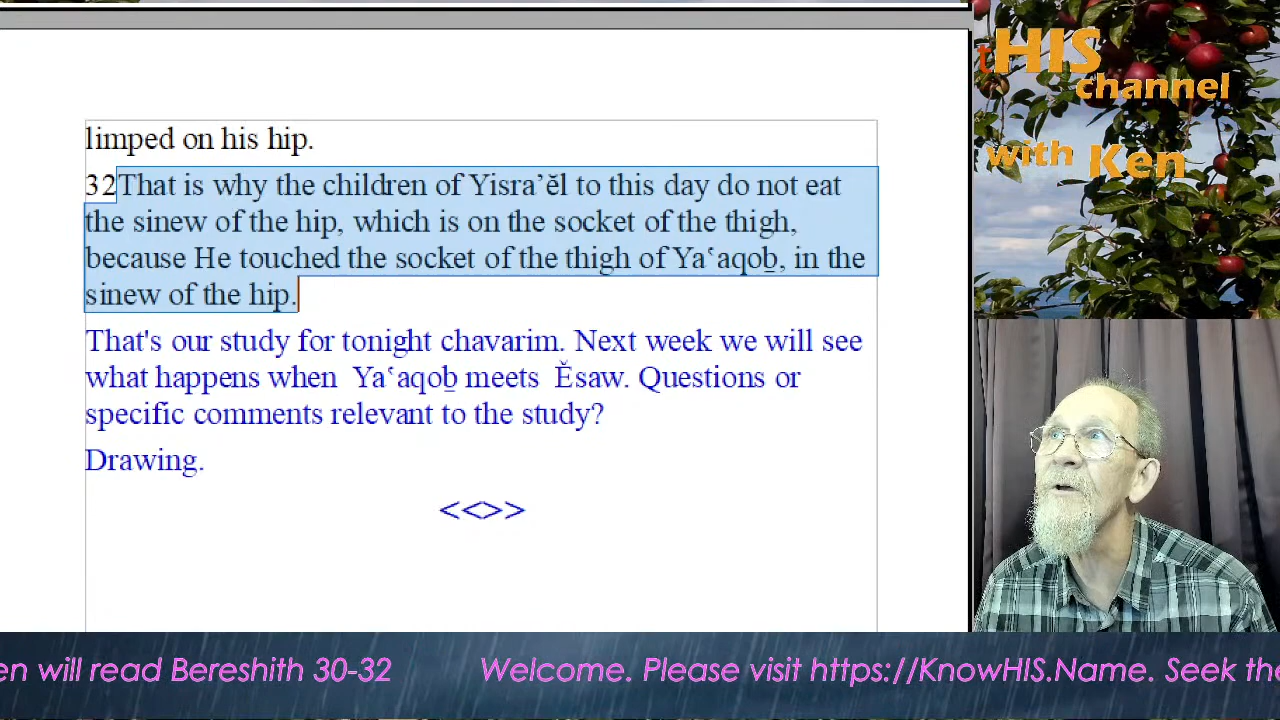 limped on his hip.
32That is why the children of Yisra’ĕl to this day do not eat
the sinew of the hip, which is on the socket of the thigh,
because He touched the socket of the thigh of Ya‛aqoḇ, in the
sinew of the hip.
That's our study for tonight chavarim. Next week we will see
what happens when Ya‛aqoḇ meets Ěsaw. Questions or
specific comments relevant to the study?
Drawing.
<<>>
tHIS
channel
with Ken
en will read Bereshith 30-32 Welcome. Please visit https://KnowHIS.Name. Seek the